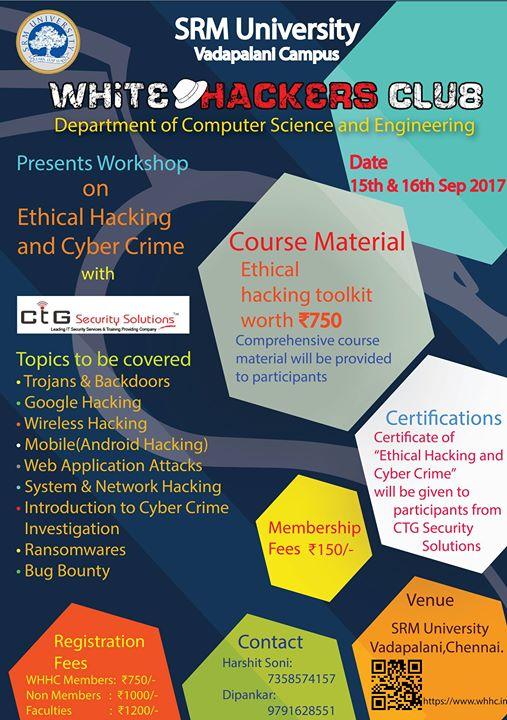 SRM UNIVERSITY
SRM University
Vadapalani Campus
WHiTE HACKERS CLUB
Department of Computer Science and Engineering
Presents Workshop
on
Ethical Hacking
and Cyber Crime
with
CTG Security Solutions™
Leading IT Security Services & Training Providing Company
Date
15th & 16th Sep 2017
Course Material
Ethical
hacking toolkit
worth ₹750
Comprehensive course
material will be provided
to participants
Topics to be covered
• Trojans & Backdoors
• Google Hacking
• Wireless Hacking
• Mobile(Android Hacking)
• Web Application Attacks
• System & Network Hacking
• Introduction to Cyber Crime
Investigation
• Ransomwares
• Bug Bounty
Certifications
Certificate of
“Ethical Hacking and
Cyber Crime”
will be given to
participants from
CTG Security
Solutions
Membership
Fees ₹150/-
Registration
Fees
WHHC Members: ₹750/-
Non Members : ₹1000/-
Faculties : ₹1200/-
Contact
Harshit Soni:
7358574157
Dipankar:
9791628551
Venue
SRM University
Vadapalani,Chennai.
https://www.whhc.in